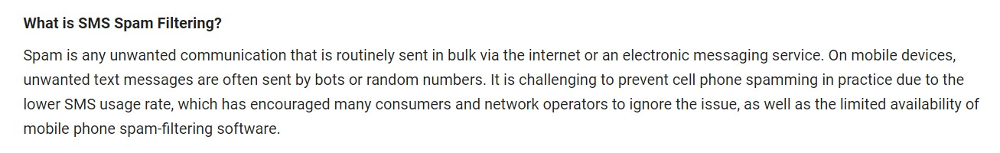 What is SMS Spam Filtering?
Spam is any unwanted communication that is routinely sent in bulk via the internet or an electronic messaging service. On mobile devices,
unwanted text messages are often sent by bots or random numbers. It is challenging to prevent cell phone spamming in practice due to the
lower SMS usage rate, which has encouraged many consumers and network operators to ignore the issue, as well as the limited availability of
mobile phone spam-filtering software.